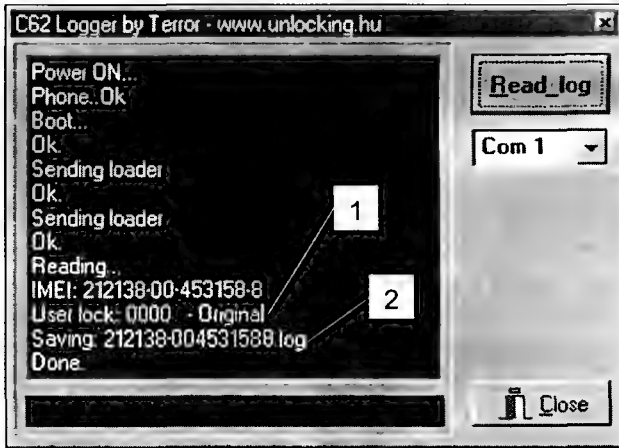 C62 Logger by Terror - www.unlocking.hu
Power ON...
Phone..Ok
Boot...
Ok.
Sending loader
Ok.
Sending loader
Ok.
Reading...
IMEI: 212138-00-453158-8
User lock: 0000 - Original
Saving: 212138-004531588.log
Done.
1
2
Read_log
Com 1
Close